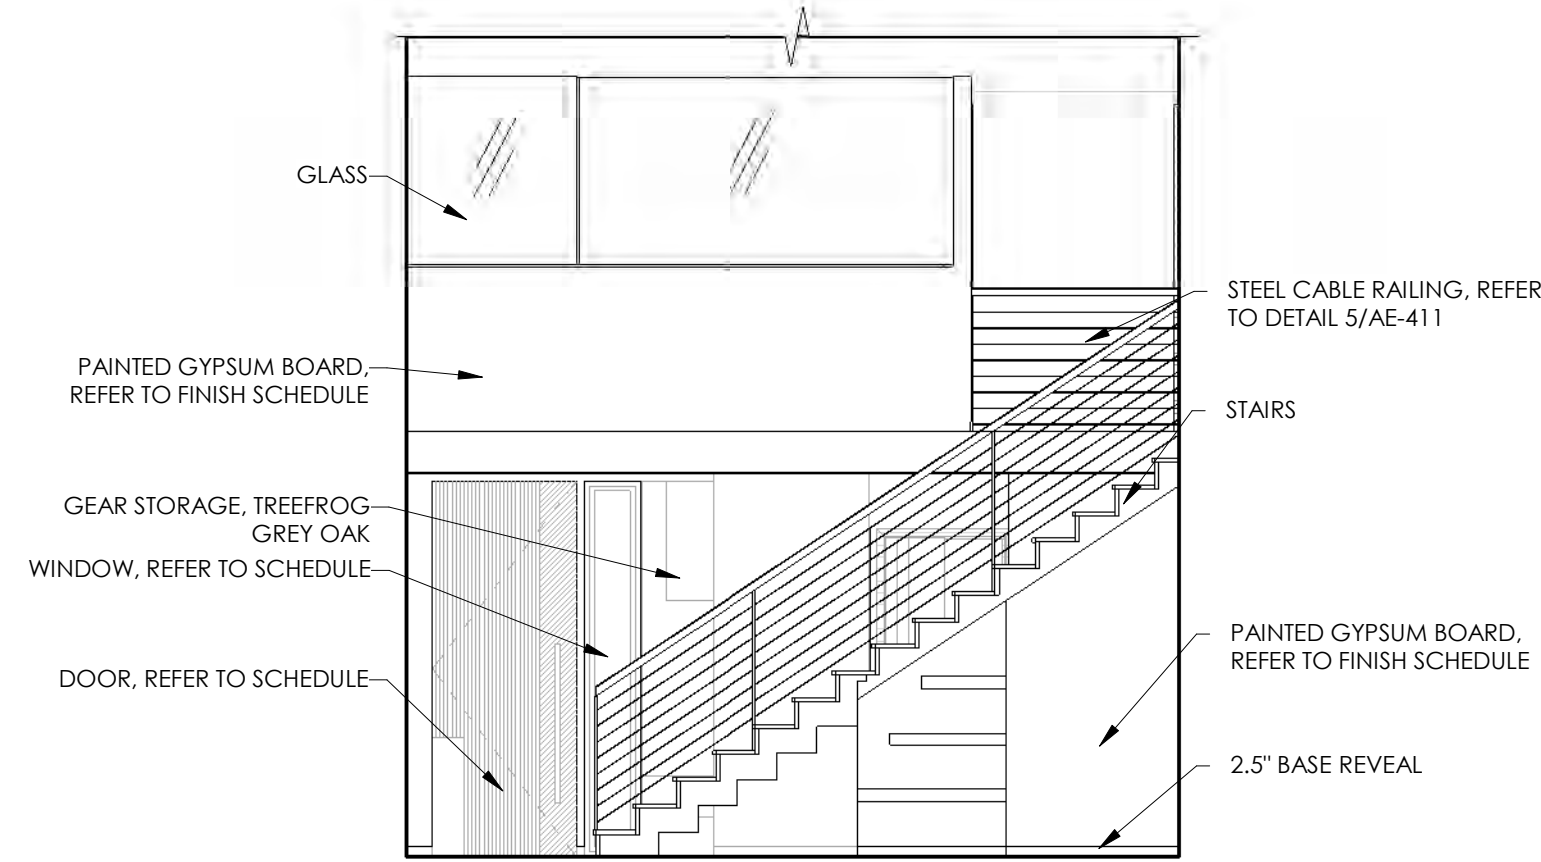 GLASS
PAINTED GYPSUM BOARD,
REFER TO FINISH SCHEDULE
GEAR STORAGE, TREEFROG
GREY OAK
WINDOW, REFER TO SCHEDULE
DOOR, REFER TO SCHEDULE
STEEL CABLE RAILING, REFER
TO DETAIL 5/AE-411
STAIRS
PAINTED GYPSUM BOARD,
REFER TO FINISH SCHEDULE
2.5" BASE REVEAL